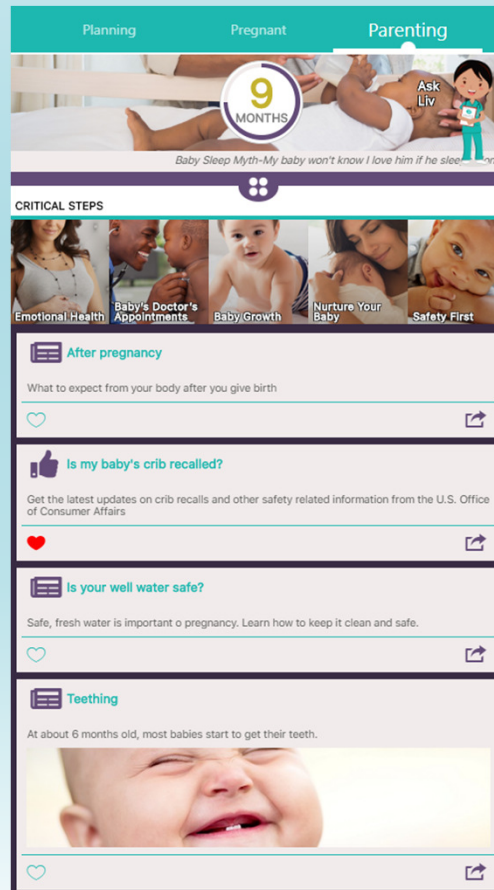 Planning Pregnant Parenting
9
MONTHS
Ask
Liv
Baby Sleep Myth-My baby won't know I love him if he
CRITICAL STEPS
Emotional Health
Baby's Doctor's
Appointments
Baby Growth
Nurture Your
Baby
Safety First
After pregnancy
What to expect from your body after you give birth
Is my baby's crib recalled?
Get the latest updates on crib recalls and other safety related information from the U.S. Office
of Consumer Affairs
Is your well water safe?
Safe, fresh water is important o pregnancy. Learn how to keep it clean and safe.
Teething
At about 6 months old, most babies start to get their teeth.